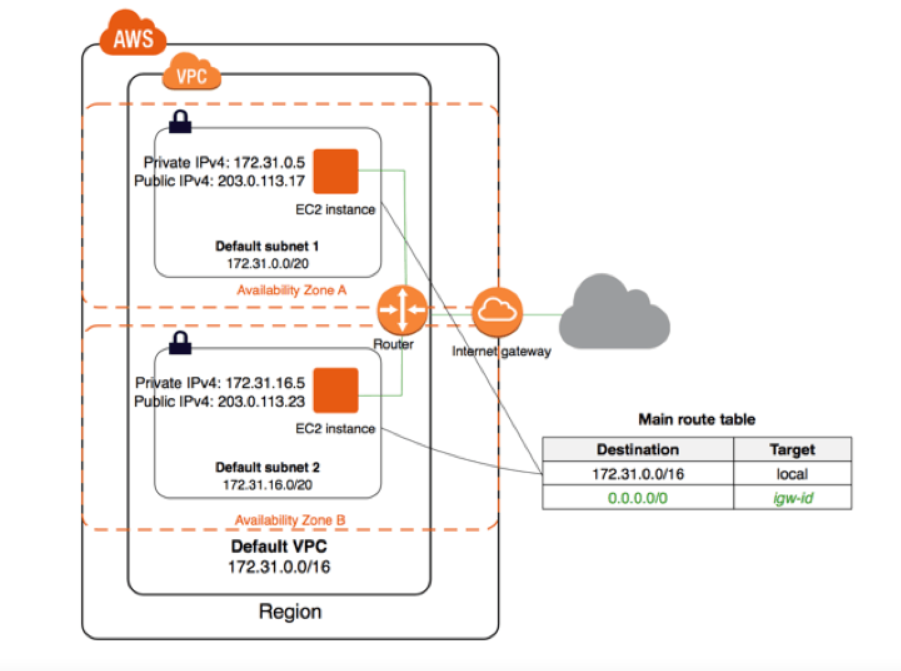 AWS
VPC
Private IPv4: 172.31.0.5
Public IPv4: 203.0.113.17
EC2 instance
Default subnet 1
172.31.0.0/20
Availability Zone A
Router
Internet gateway
Private IPv4: 172.31.16.5
Public IPv4: 203.0.113.23
EC2 instance
Default subnet 2
172.31.16.0/20
Availability Zone B
Default VPC
172.31.0.0/16
Region
Main route table
Destination Target
172.31.0.0/16 local
0.0.0.0/0 igw-id